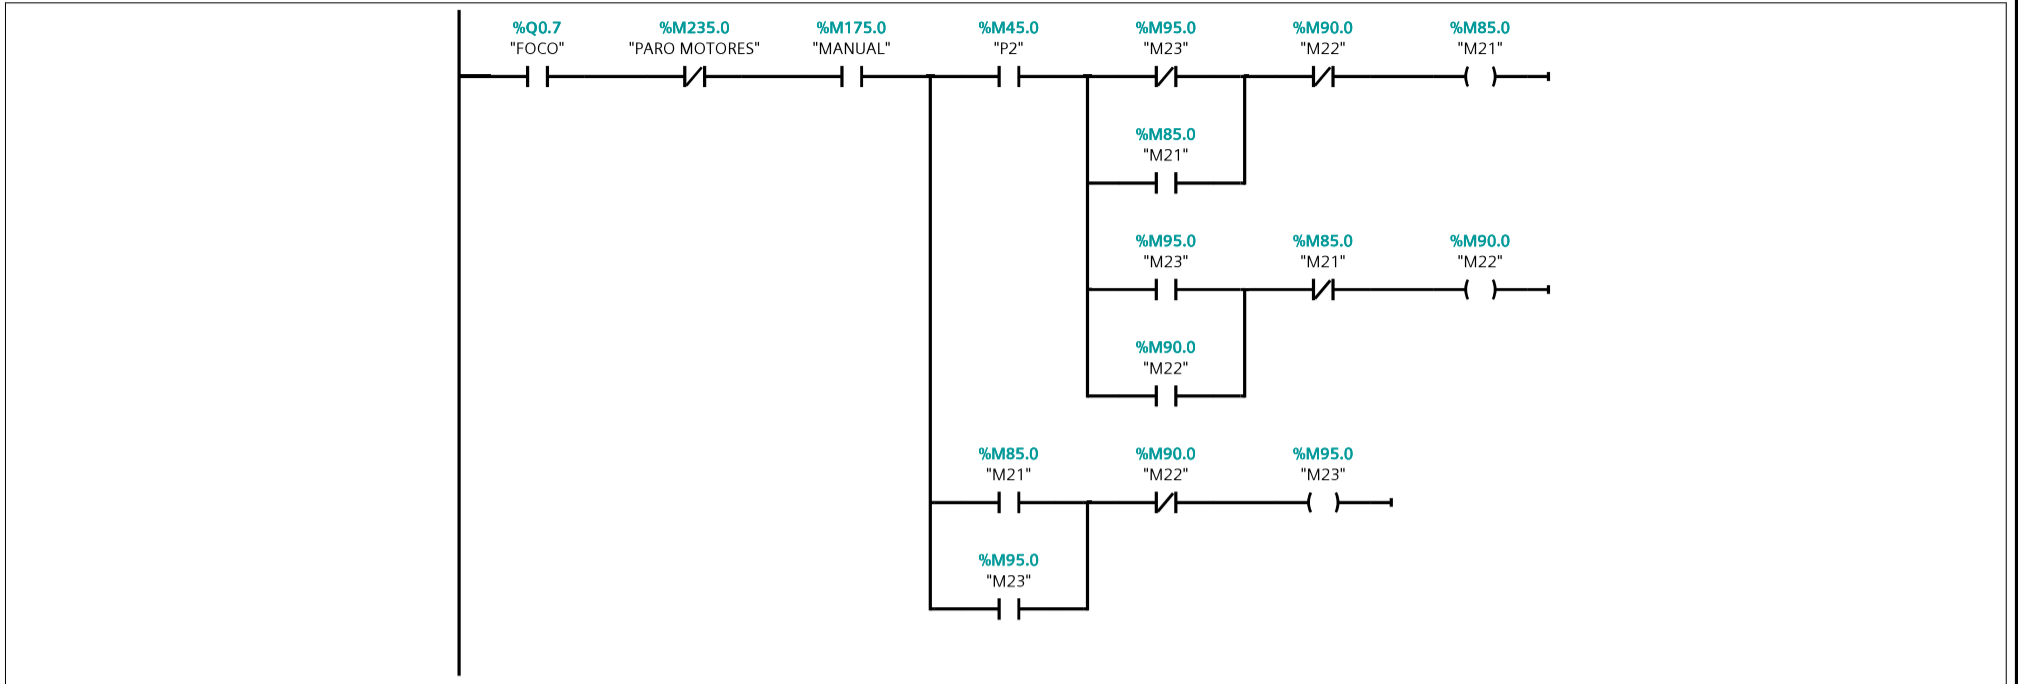 %Q0.7 %M235.0 %M175.0 %M45.0 %M95.0 %M90.0 %M85.0
"FOCO" "PARO MOTORES" "MANUAL" "P2" "M23" "M22" "M21"
%M85.0
"M21"
%M95.0 %M85.0 %M90.0
"M23" "M21" "M22"
%M90.0
"M22"
%M85.0 %M90.0 %M95.0
"M21" "M22" "M23"
%M95.0
"M23"